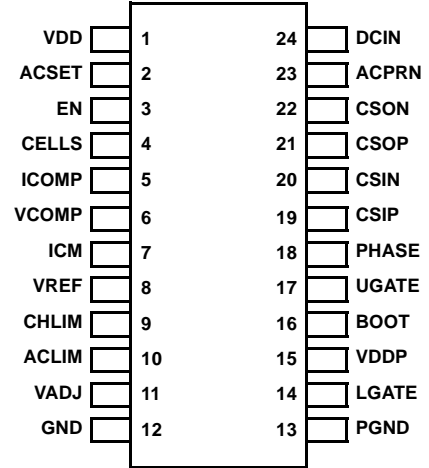 VDD 1 24 DCIN
ACSET 2 23 ACPRN
EN 3 22 CSON
CELLS 4 21 CSOP
ICOMP 5 20 CSIN
VCOMP 6 19 CSIP
ICM 7 18 PHASE
VREF 8 17 UGATE
CHLIM 9 16 BOOT
ACLIM 10 15 VDDP
VADJ 11 14 LGATE
GND 12 13 PGND